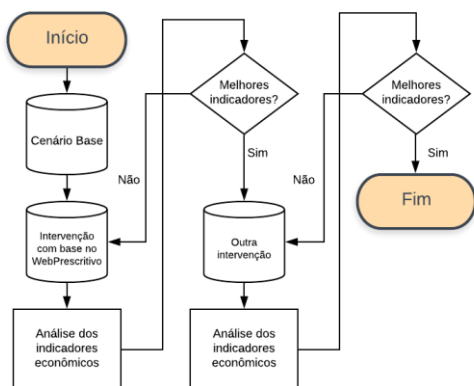 Início
Cenário Base
Intervenção
com base no
WebPrescritivo
Análise dos
indicadores
econômicos
Melhores
indicadores?
Não
Sim
Outra
intervenção
Análise dos
indicadores
econômicos
Melhores
indicadores?
Não
Sim
Fim